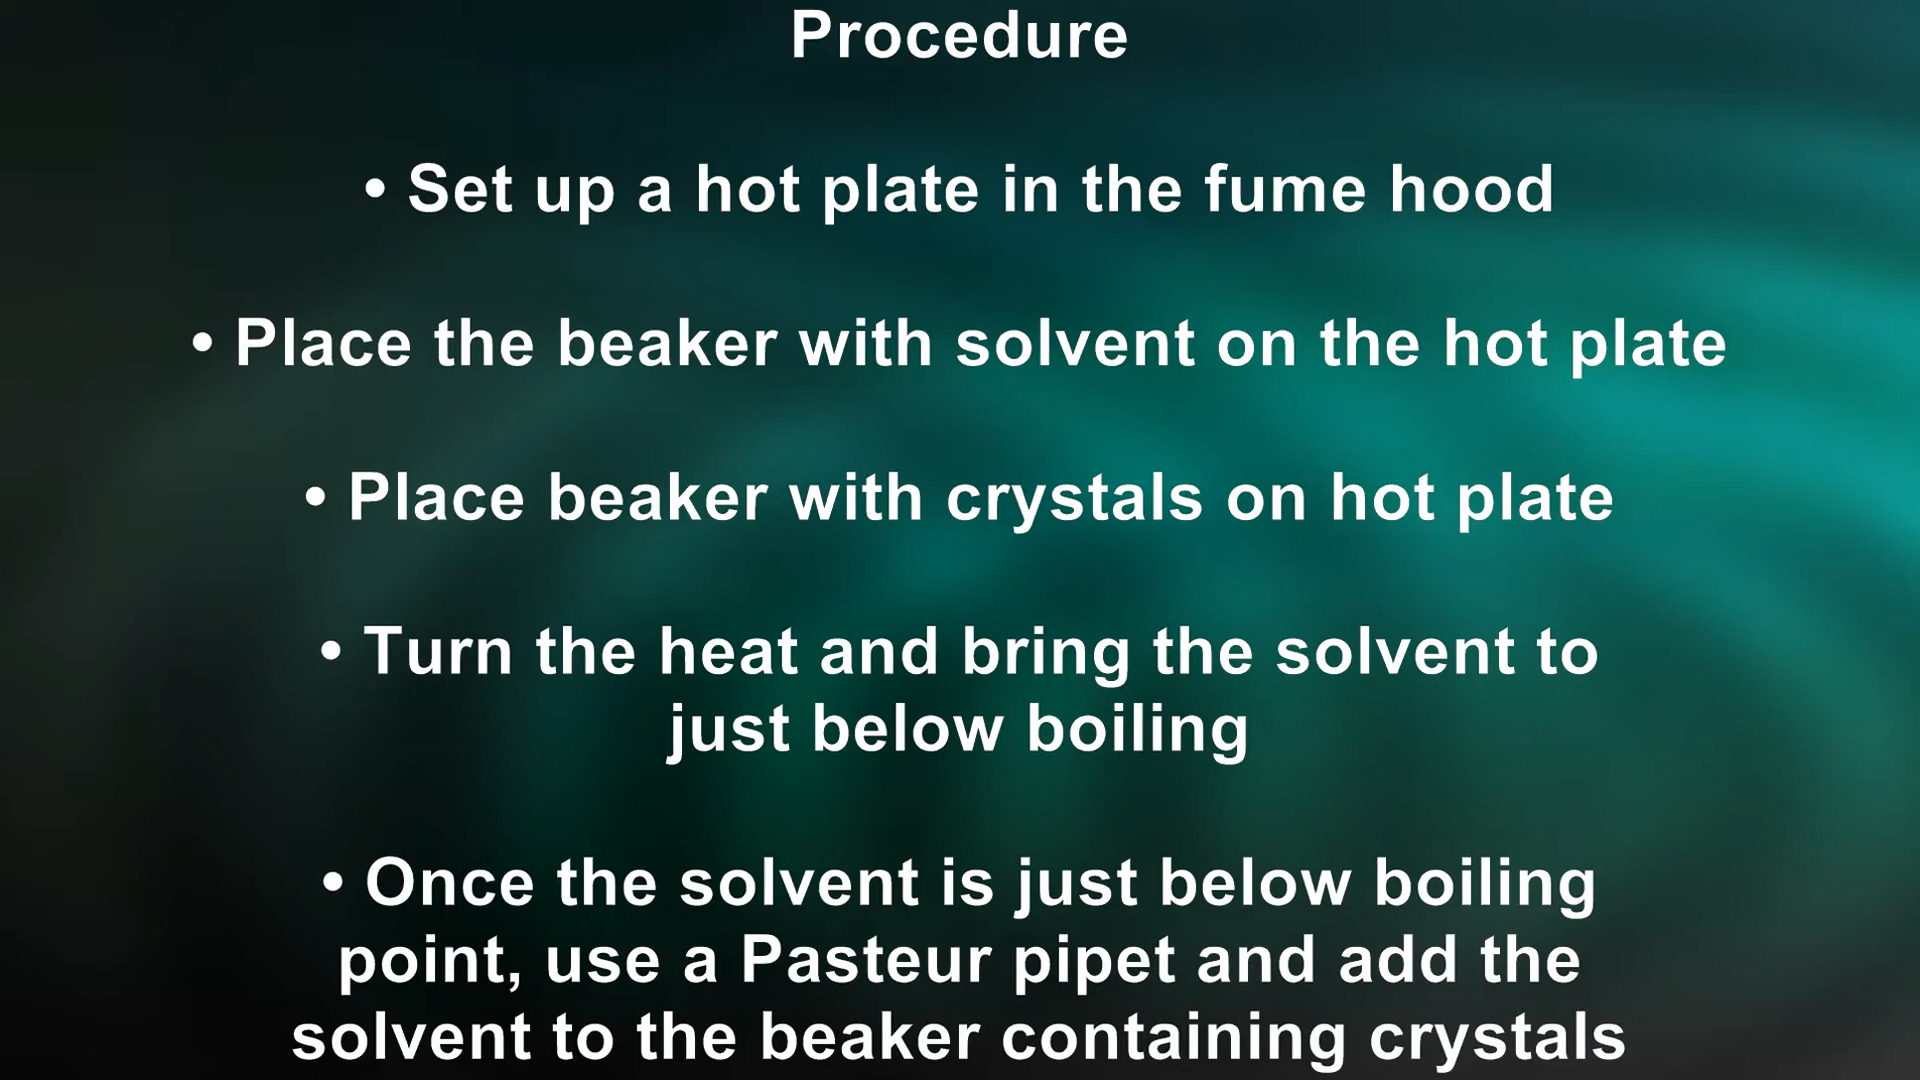 Procedure
• Set up a hot plate in the fume hood
• Place the beaker with solvent on the hot plate
• Place beaker with crystals on hot plate
• Turn the heat and bring the solvent to
just below boiling
• Once the solvent is just below boiling
point, use a Pasteur pipet and add the
solvent to the beaker containing crystals